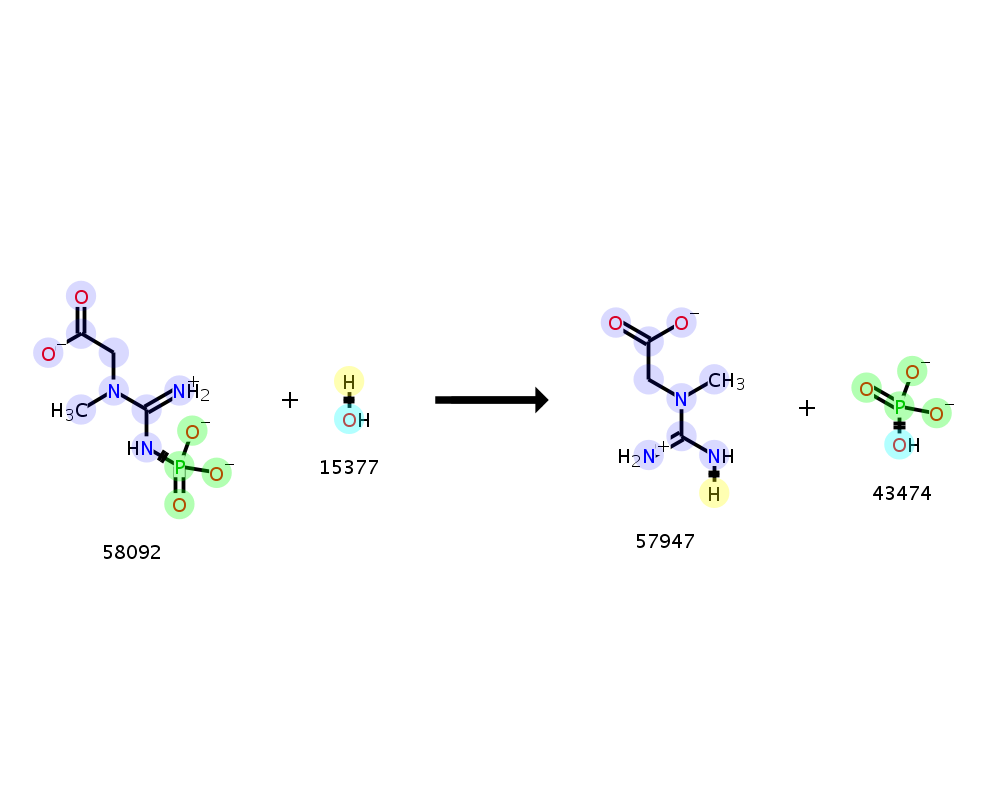 O
O⁻
N
H₃C
NH₂⁺
HN
O⁻
P
O⁻
O
58092
+
H
OH
15377
O
O⁻
N
CH₃
H₂N⁺
NH
H
57947
+
O⁻
O
P
O⁻
OH
43474